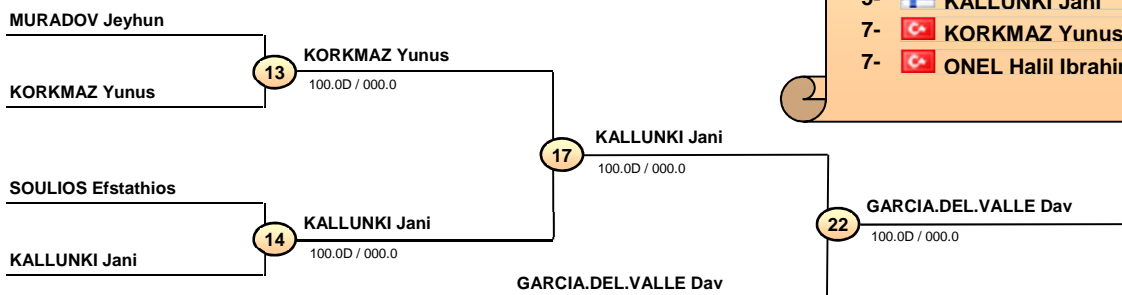 MURADOV Jeyhun
5- KALLUNKI Jani
7- KORKMAZ Yunus
7- ONEL Halil Ibrahim
13 KORKMAZ Yunus
100.0D / 000.0
KORKMAZ Yunus
17 KALLUNKI Jani
100.0D / 000.0
SOULIOS Efstathios
22 GARCIA.DEL.VALLE Dav
100.0D / 000.0
14 KALLUNKI Jani
100.0D / 000.0
KALLUNKI Jani
GARCIA.DEL.VALLE Dav